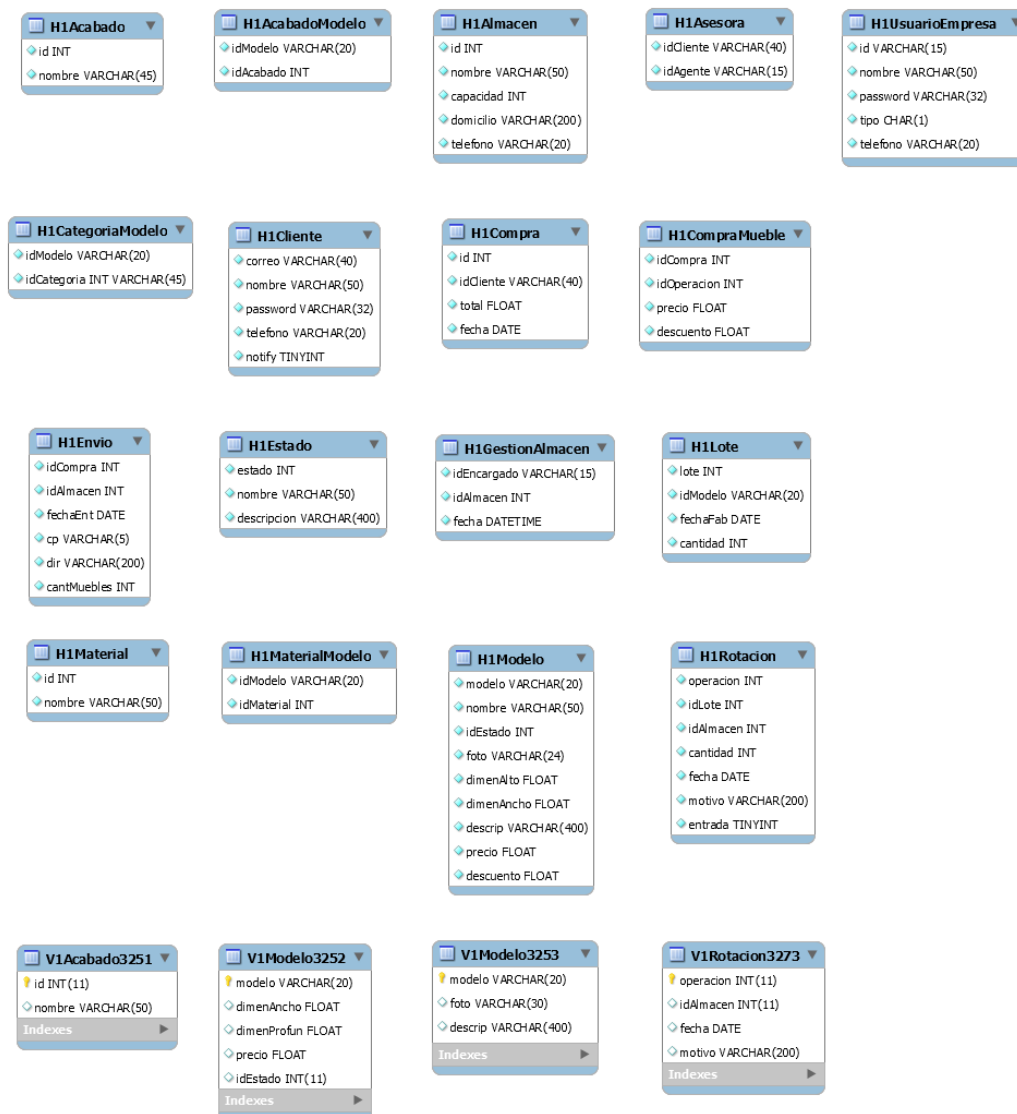 H1Acabado
id INT
nombre VARCHAR(45)
H1AcabadoModelo
idModelo VARCHAR(20)
idAcabado INT
H1Almacen
id INT
nombre VARCHAR(50)
capacidad INT
domicilio VARCHAR(200)
telefono VARCHAR(20)
H1Asesora
idCliente VARCHAR(40)
idAgente VARCHAR(15)
H1UsuarioEmpresa
id VARCHAR(15)
nombre VARCHAR(50)
password VARCHAR(32)
tipo CHAR(1)
telefono VARCHAR(20)
H1CategoriaModelo
idModelo VARCHAR(20)
idCategoria INT VARCHAR(45)
H1Cliente
correo VARCHAR(40)
nombre VARCHAR(50)
password VARCHAR(32)
telefono VARCHAR(20)
notify TINYINT
H1Compra
id INT
idCliente VARCHAR(40)
total FLOAT
fecha DATE
H1CompraMueble
idCompra INT
idOperacion INT
precio FLOAT
descuento FLOAT
H1Envio
idCompra INT
idAlmacen INT
fechaEnt DATE
cp VARCHAR(5)
dir VARCHAR(200)
cantMuebles INT
H1Estado
estado INT
nombre VARCHAR(50)
descripcion VARCHAR(400)
H1GestionAlmacen
idEncargado VARCHAR(15)
idAlmacen INT
fecha DATETIME
H1Lote
lote INT
idModelo VARCHAR(20)
fechaFab DATE
cantidad INT
H1Material
id INT
nombre VARCHAR(50)
H1MaterialModelo
idModelo VARCHAR(20)
idMaterial INT
H1Modelo
modelo VARCHAR(20)
nombre VARCHAR(50)
idEstado INT
foto VARCHAR(24)
dimenAlto FLOAT
dimenAncho FLOAT
descrip VARCHAR(400)
precio FLOAT
descuento FLOAT
H1Rotacion
operacion INT
idLote INT
idAlmacen INT
cantidad INT
fecha DATE
motivo VARCHAR(200)
entrada TINYINT
V1Acabado3251
id INT(11)
nombre VARCHAR(50)
Indexes
V1Modelo3252
modelo VARCHAR(20)
dimenAncho FLOAT
dimenProfun FLOAT
precio FLOAT
idEstado INT(11)
Indexes
V1Modelo3253
modelo VARCHAR(20)
foto VARCHAR(30)
descrip VARCHAR(400)
Indexes
V1Rotacion3273
operacion INT(11)
idAlmacen INT(11)
fecha DATE
motivo VARCHAR(200)
Indexes